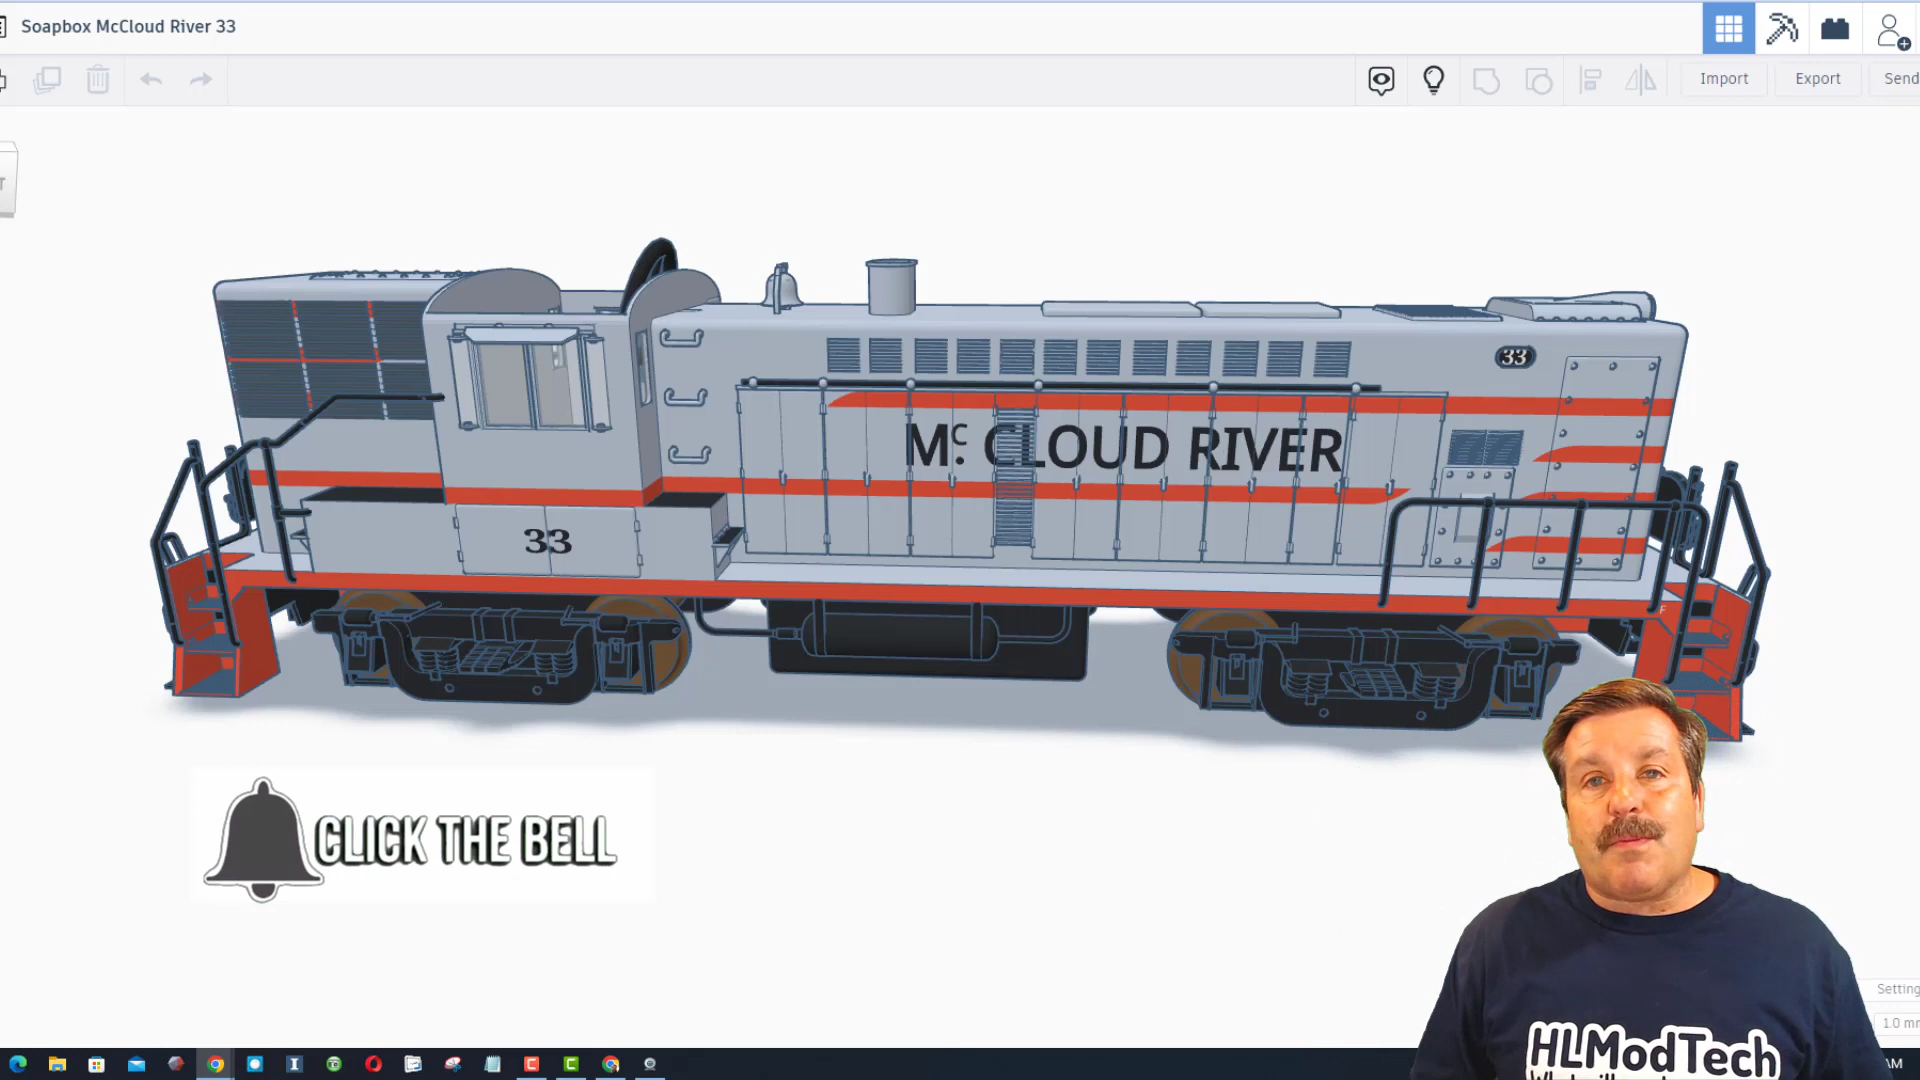 Soapbox McCloud River 33
Import
Export
Send
33
Mc. CLOUD RIVER
33
F
CLICK THE BELL
Setting
1.0 mm
HLModTech
AM